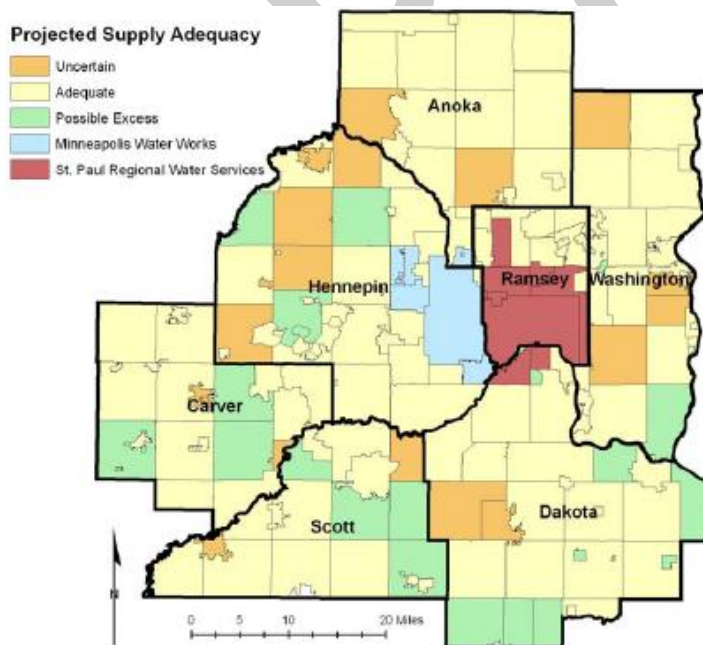 Projected Supply Adequacy
Uncertain
Adequate
Possible Excess
Minneapolis Water Works
St. Paul Regional Water Services
Anoka
Hennepin
Ramsey
Washington
Carver
Scott
Dakota
N
0 5 10 20 Miles